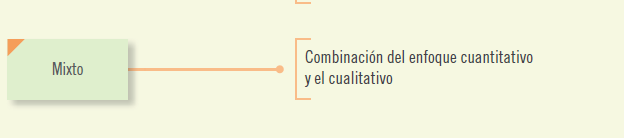 Mixto
Combinación del enfoque cuantitativo
y el cualitativo